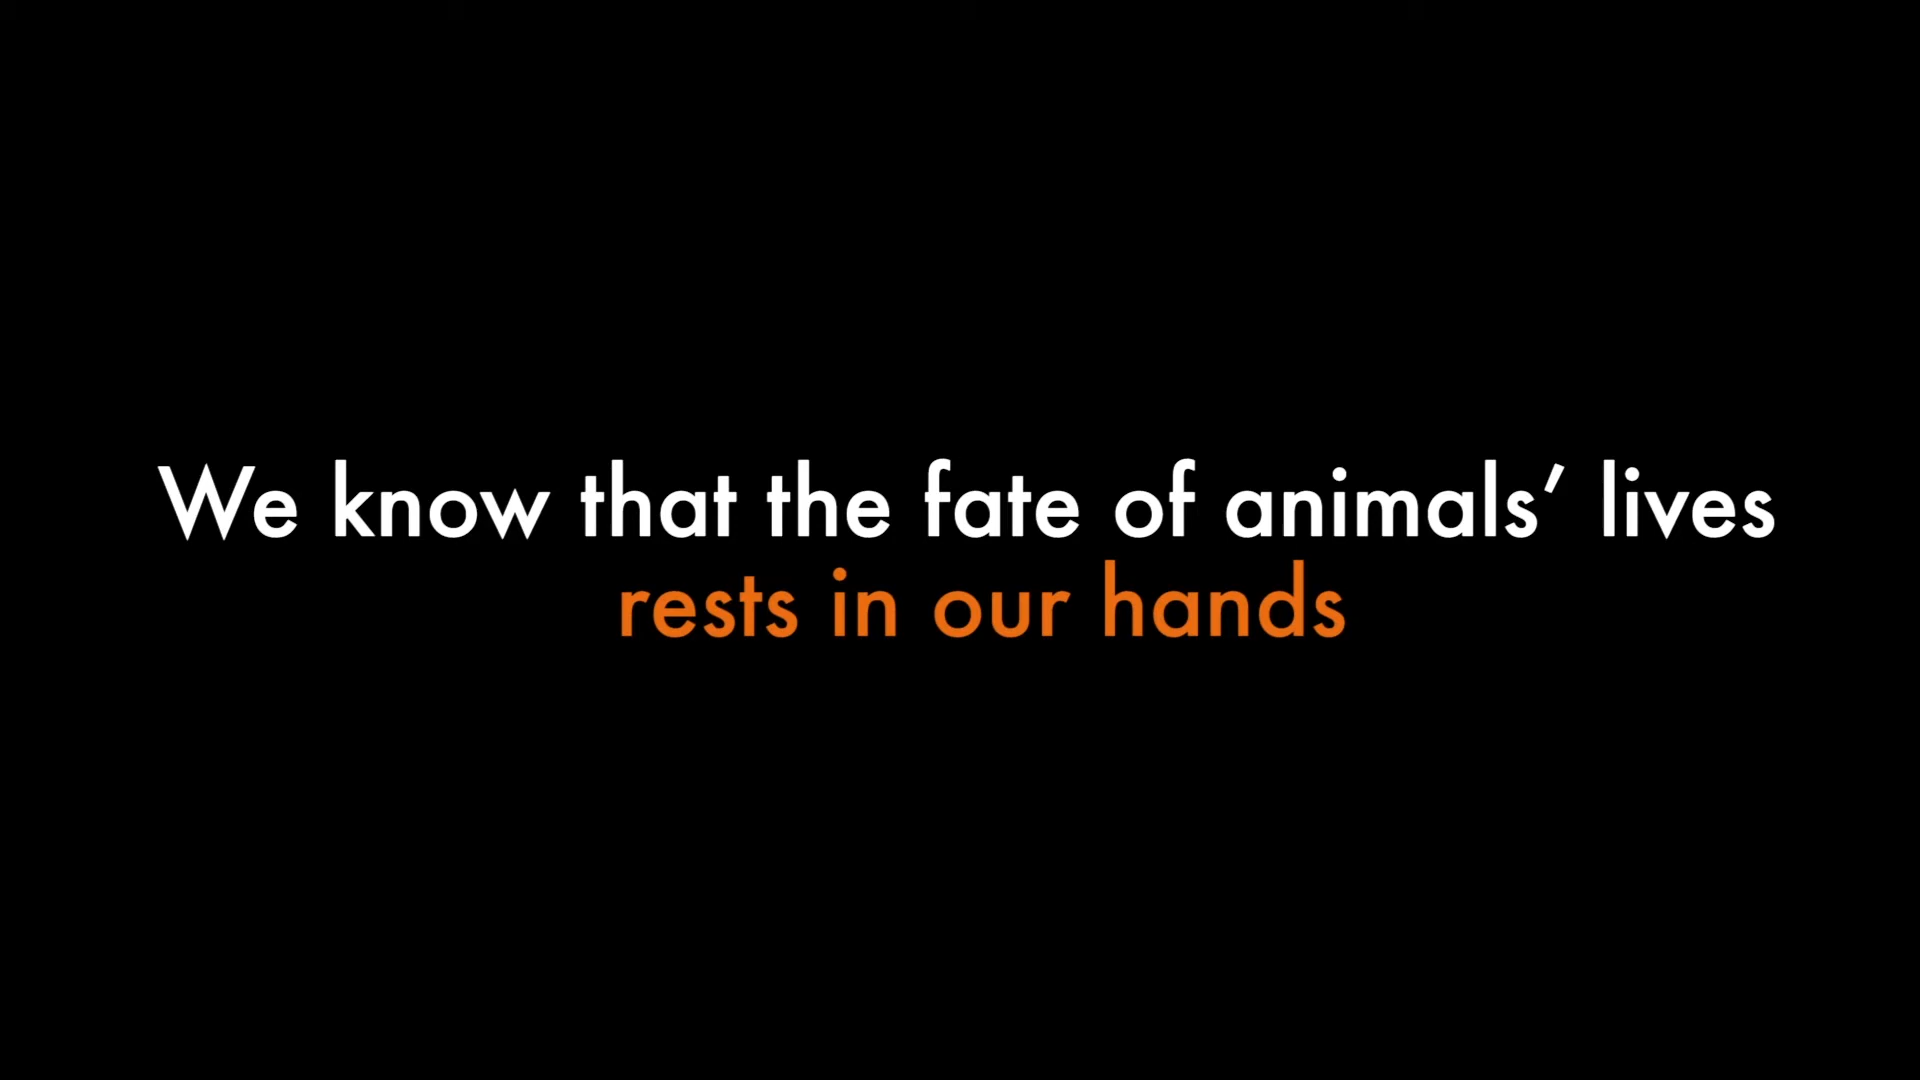 We know that the fate of animals’ lives
rests in our hands